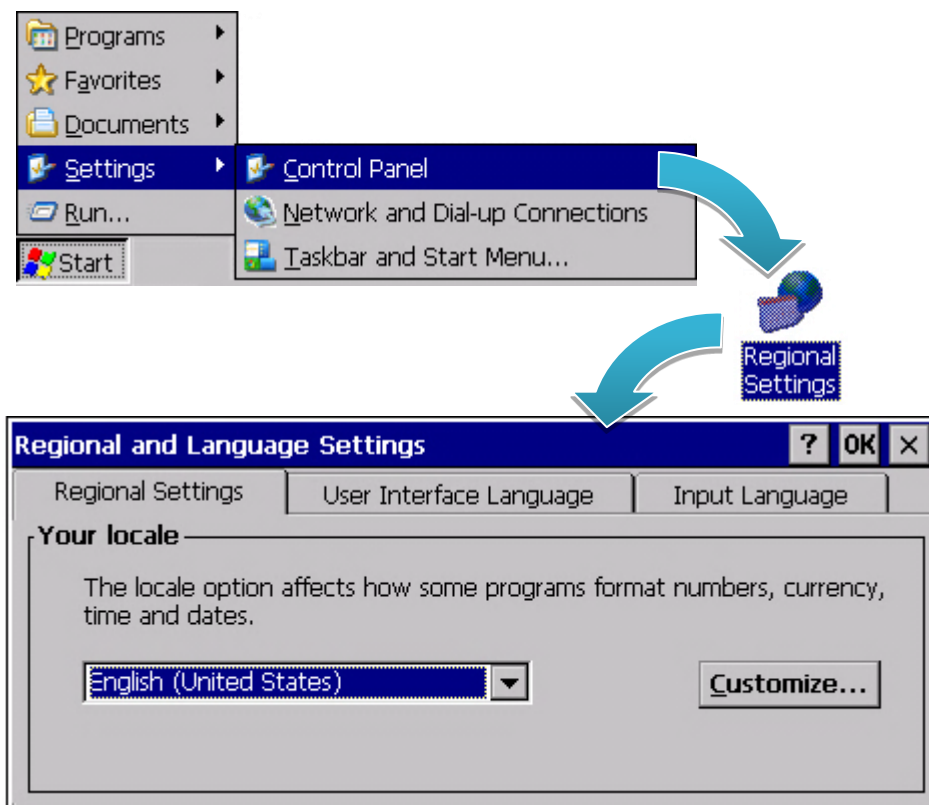 Programs
Favorites
Documents
Settings
Run...
Start
Control Panel
Network and Dial-up Connections
Taskbar and Start Menu...
Regional
Settings
Regional and Language Settings
? OK ×
Regional Settings
User Interface Language
Input Language
Your locale
The locale option affects how some programs format numbers, currency,
time and dates.
English (United States)
Customize...